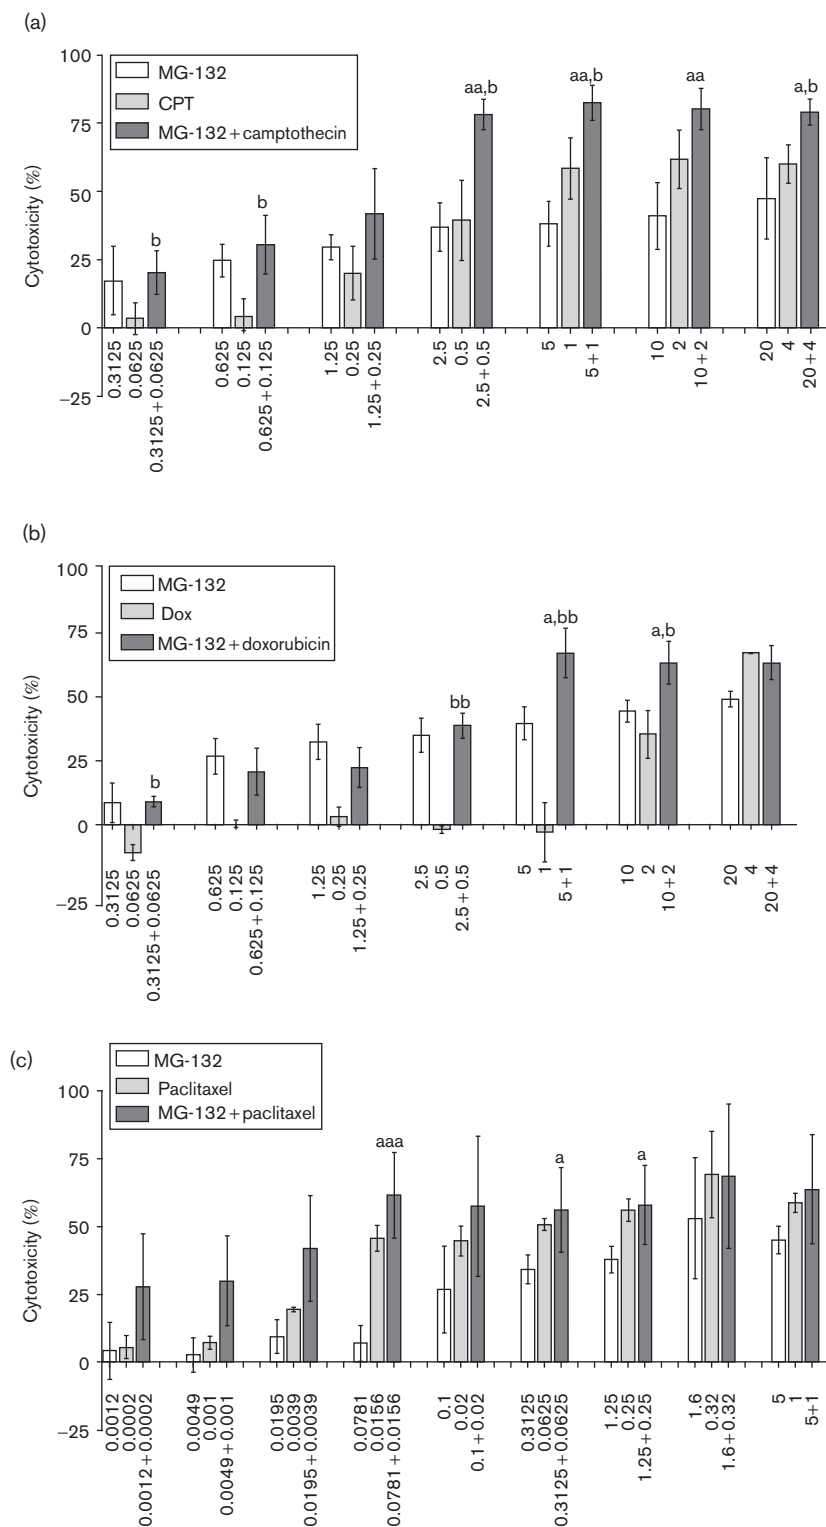 (a)
100
75
50
25
0
−25
Cytotoxicity (%)
MG-132
CPT
MG-132 + camptothecin
b
b
aa,b
aa,b
aa
a,b
0.3125
0.0625
0.3125 + 0.0625
0.625
0.125
0.625 + 0.125
1.25
0.25
1.25 + 0.25
2.5
0.5
2.5 + 0.5
5
1
5 + 1
10
2
10 + 2
20
4
20 + 4
(b)
100
75
50
25
0
−25
Cytotoxicity (%)
MG-132
Dox
MG-132 + doxorubicin
b
bb
a,bb
a,b
0.3125
0.0625
0.3125 + 0.0625
0.625
0.125
0.625 + 0.125
1.25
0.25
1.25 + 0.25
2.5
0.5
2.5 + 0.5
5
1
5 + 1
10
2
10 + 2
20
4
20 + 4
(c)
100
75
50
25
0
−25
Cytotoxicity (%)
MG-132
Paclitaxel
MG-132 + paclitaxel
aaa
a
a
0.0012
0.0002
0.0012 + 0.0002
0.0049
0.001
0.0049 + 0.001
0.0195
0.0039
0.0195 + 0.0039
0.0781
0.0156
0.0781 + 0.0156
0.1
0.02
0.1 + 0.02
0.3125
0.0625
0.3125 + 0.0625
1.25
0.25
1.25 + 0.25
1.6
0.32
1.6 + 0.32
5
1
5+1